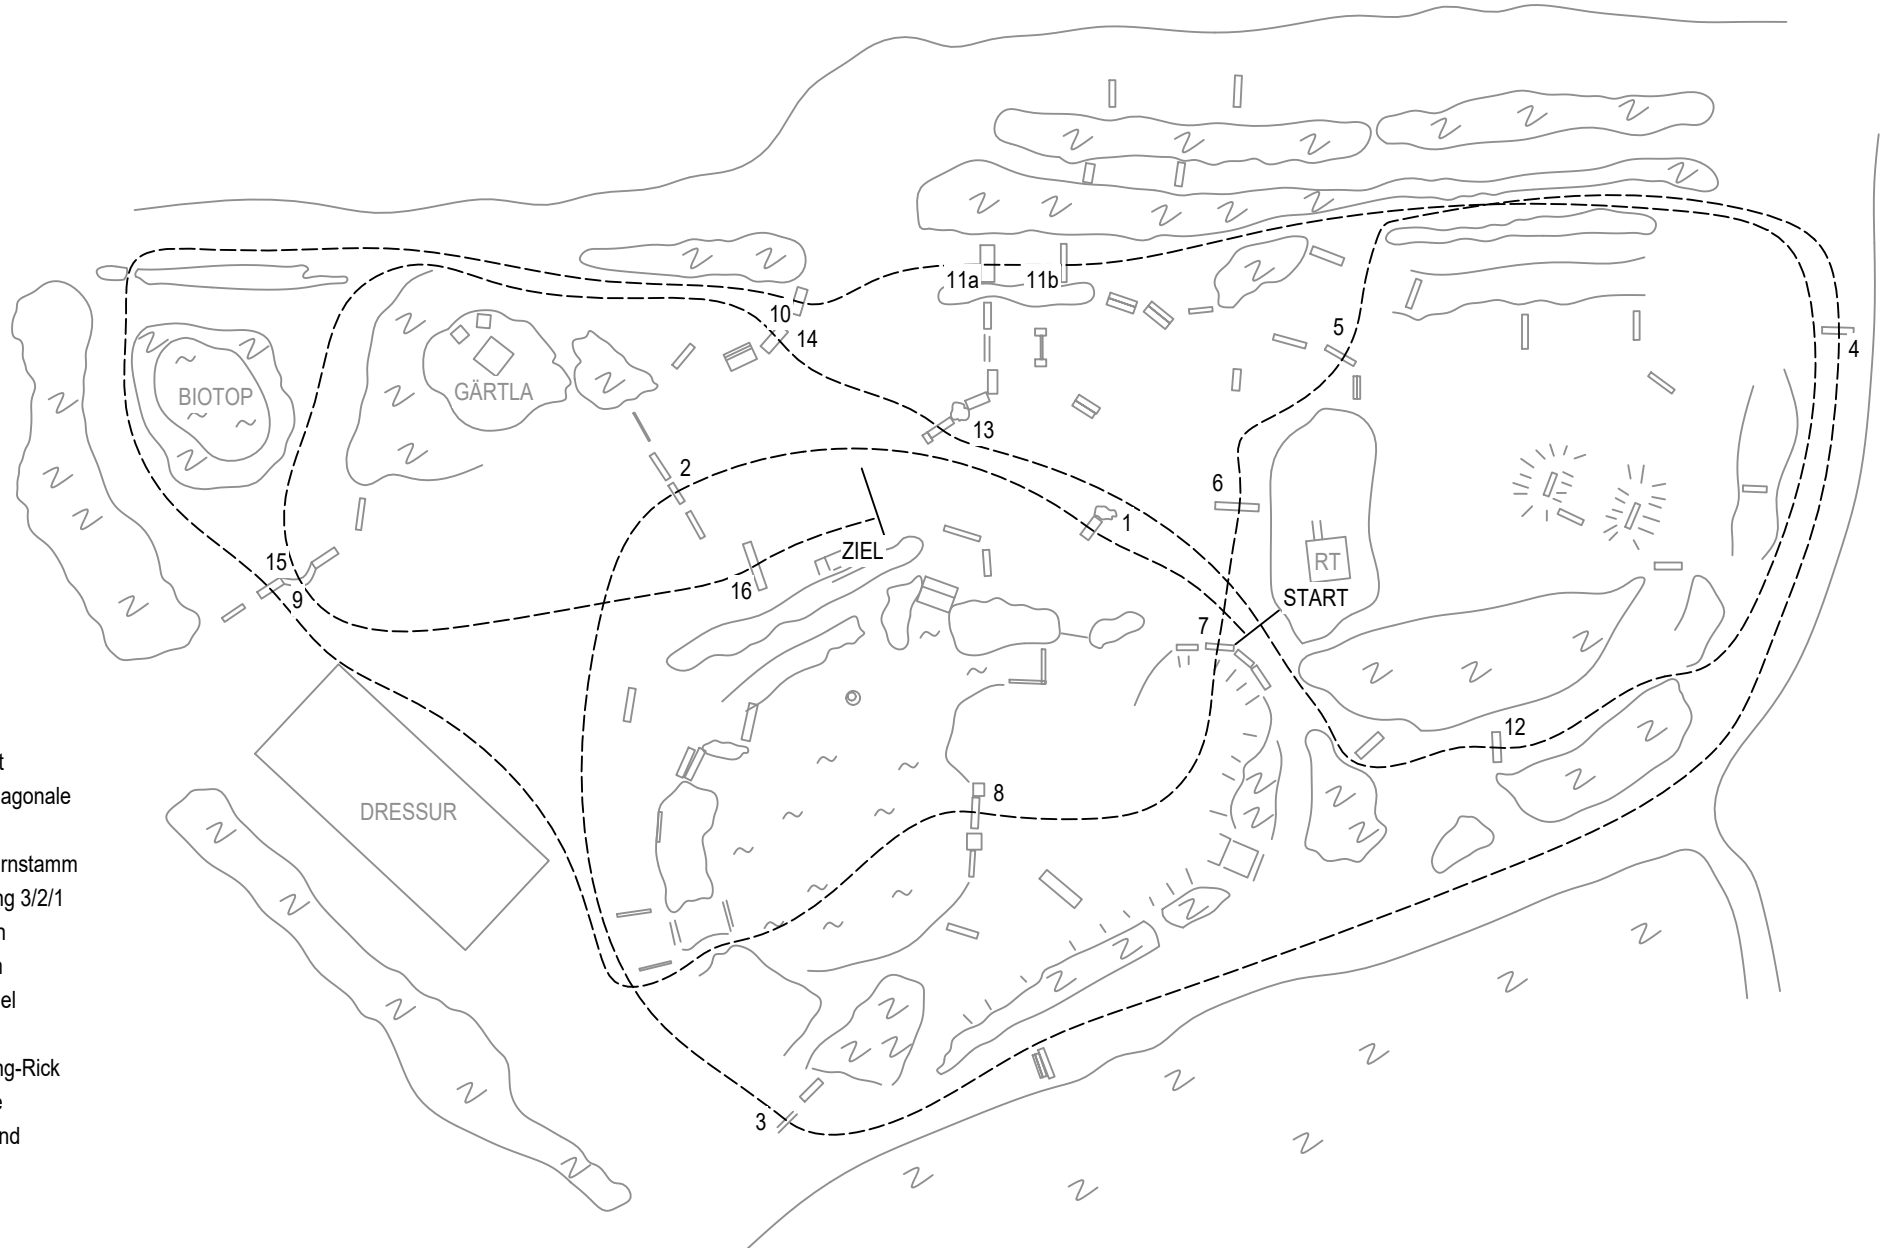 4
5
11a
11b
10
14
BIOTOP
GÄRTLA
13
2
6
1
ZIEL
RT
15
16
START
9
7
12
8
DRESSUR
3
t
agonale
rnstamm
ng 3/2/1
n
n
el
ng-Rick
e
nd